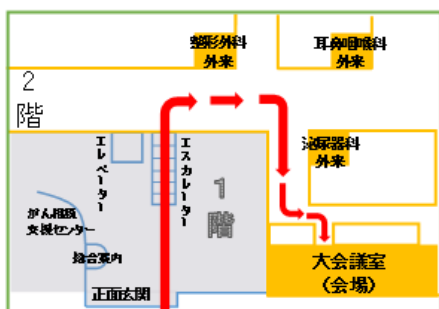 整形外科
外来
耳鼻咽喉科
外来
2
階
エレベーター
エスカレーター
泌尿器科
外来
1
階
がん相談
支援センター
総合案内
大会議室
（会場）
正面玄関